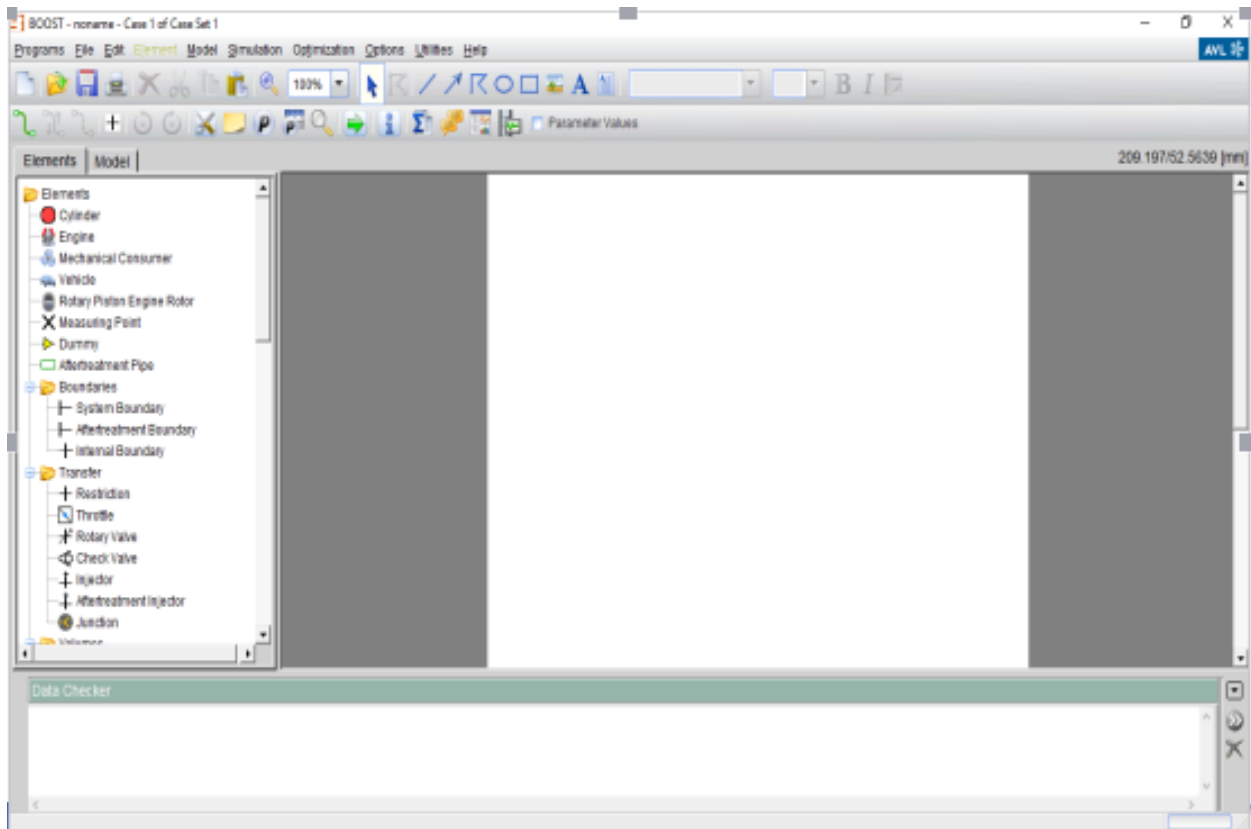 BOOST - noname - Case 1 of Case Set 1
Programs File Edit Element Model Simulation Optimization Options Utilities Help
AVL
100%
A B I
P
Parameter Values
Elements Model
209.197/52.5639 [mm]
Elements
Cylinder
Engine
Mechanical Consumer
Vehicle
Rotary Piston Engine Rotor
Measuring Point
Dummy
Aftertreatment Pipe
Boundaries
System Boundary
Aftertreatment Boundary
Internal Boundary
Transfer
Restriction
Throttle
Rotary Valve
Check Valve
Injector
Aftertreatment Injector
Junction
Volumes
Data Checker